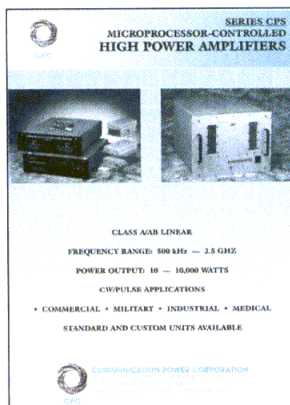 SERIES CPS
MICROPROCESSOR-CONTROLLED
HIGH POWER AMPLIFIERS
CPC
CLASS A/AB LINEAR
FREQUENCY RANGE: 500 kHz — 2.5 GHZ
POWER OUTPUT: 10 — 10,000 WATTS
CW/PULSE APPLICATIONS
• COMMERCIAL • MILITARY • INDUSTRIAL • MEDICAL
STANDARD AND CUSTOM UNITS AVAILABLE
COMMUNICATION POWER CORPORATION
CPC